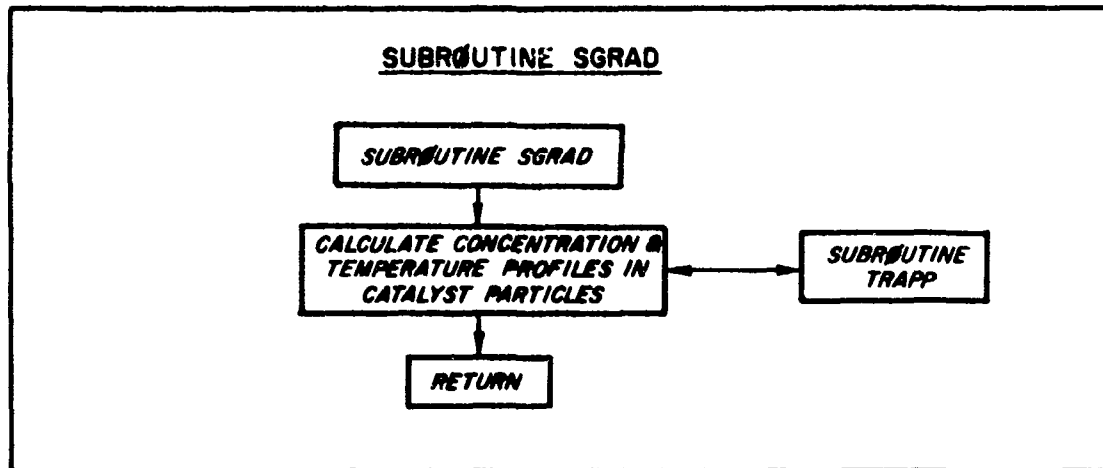 SUBRØUTINE SGRAD
SUBRØUTINE SGRAD
CALCULATE CONCENTRATION &
TEMPERATURE PROFILES IN
CATALYST PARTICLES
SUBRØUTINE
TRAPP
RETURN